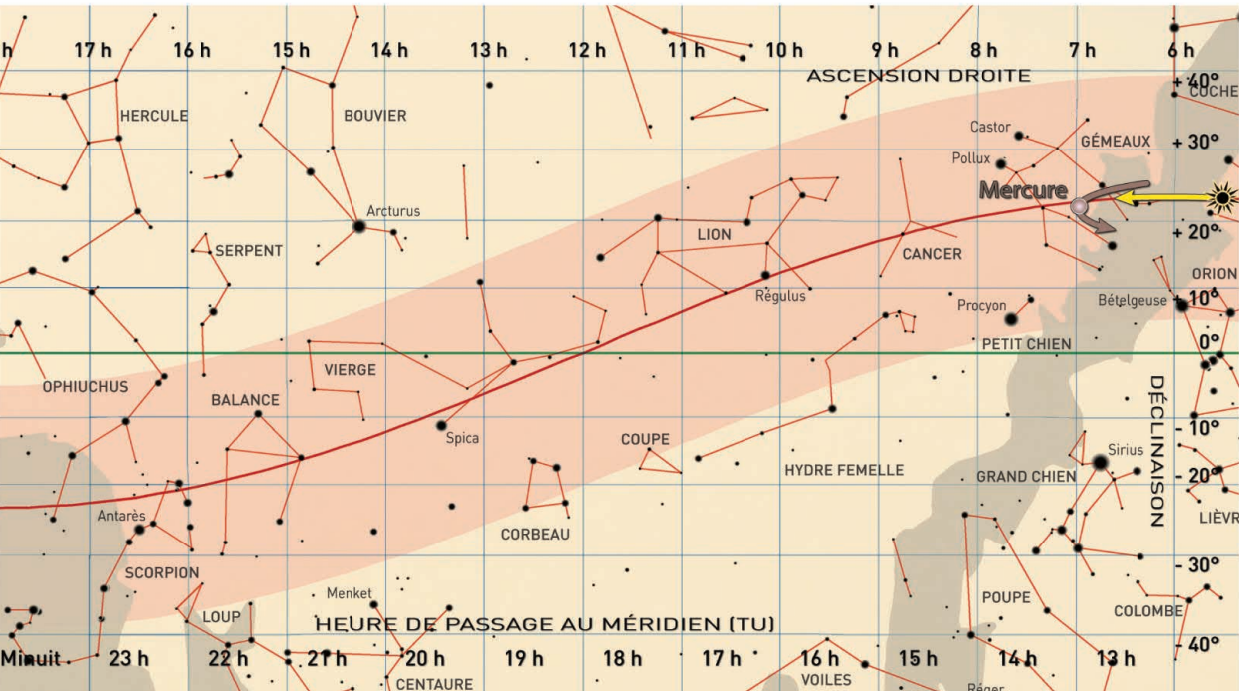 h 17 h 16 h 15 h 14 h 13 h 12 h 11 h 10 h 9 h 8 h 7 h 6 h
ASCENSION DROITE
+ 40°
COCHE
HERCULE
BOUVIER
Castor
GÉMEAUX
+ 30°
Pollux
Mercure
Arcturus
LION
+ 20°
SERPENT
CANCER
ORION
Régulus
Procyon
Bételgeuse
+ 10°
PETIT CHIEN
0°
OPHIUCHUS
VIERGE
BALANCE
DÉCLINAISON
Spica
COUPE
- 10°
Sirius
HYDRE FEMELLE
GRAND CHIEN
- 20°
Antarès
CORBEAU
LIÈVR
SCORPION
- 30°
Menket
POUPE
COLOMBE
LOUP
HEURE DE PASSAGE AU MÉRIDIEN (TU)
- 40°
Minuit 23 h 22 h 21 h 20 h 19 h 18 h 17 h 16 h 15 h 14 h 13 h
CENTAURE
VOILES
Réger